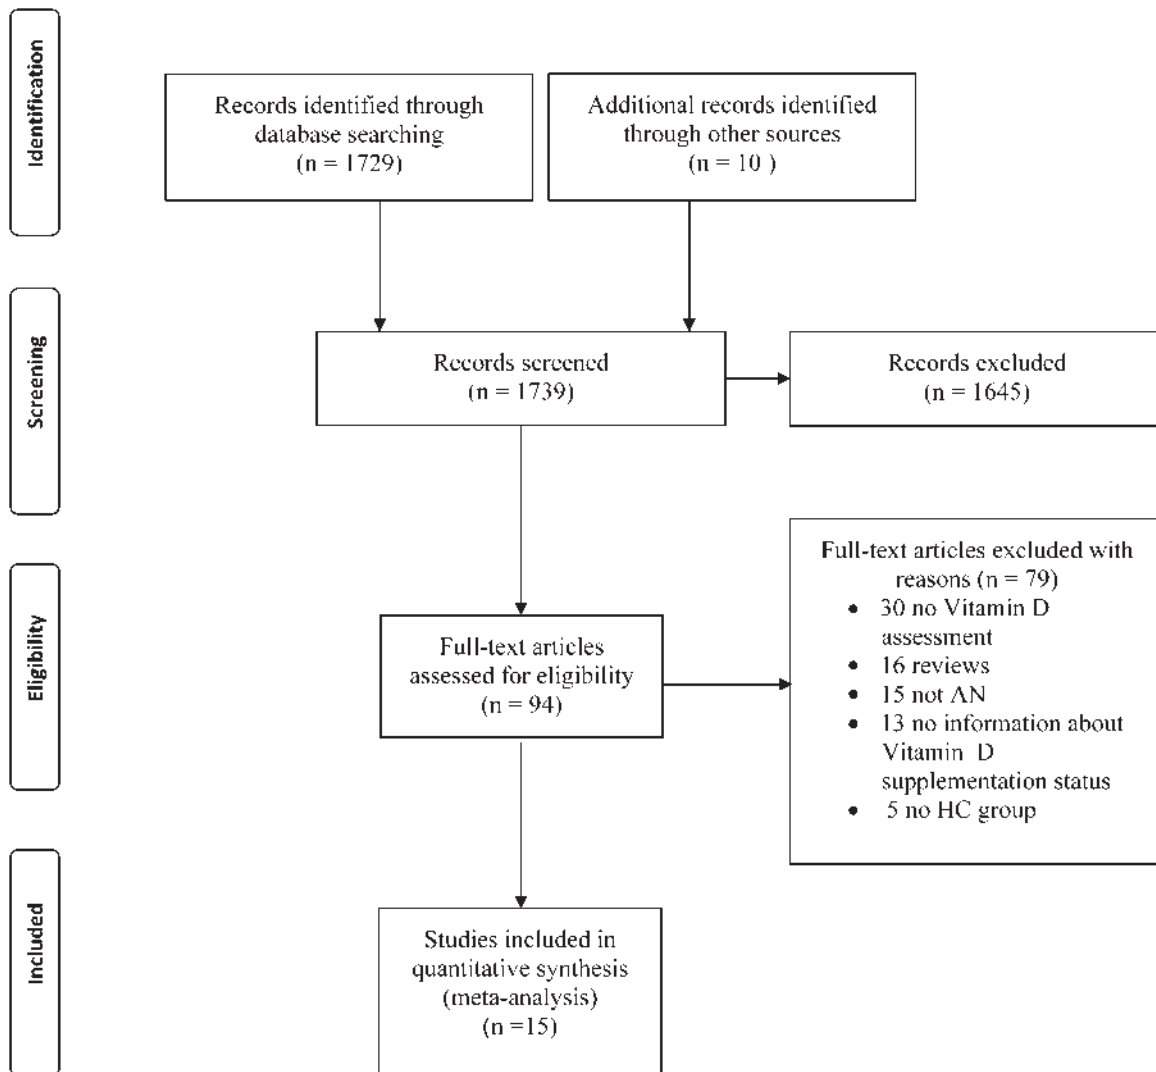 Identification
Records identified through
database searching
(n = 1729)
Additional records identified
through other sources
(n = 10 )
Screening
Records screened
(n = 1739)
Records excluded
(n = 1645)
Eligibility
Full-text articles
assessed for eligibility
(n = 94)
Full-text articles excluded with
reasons (n = 79)
• 30 no Vitamin D
assessment
• 16 reviews
• 15 not AN
• 13 no information about
Vitamin D
supplementation status
• 5 no HC group
Included
Studies included in
quantitative synthesis
(meta-analysis)
(n =15)